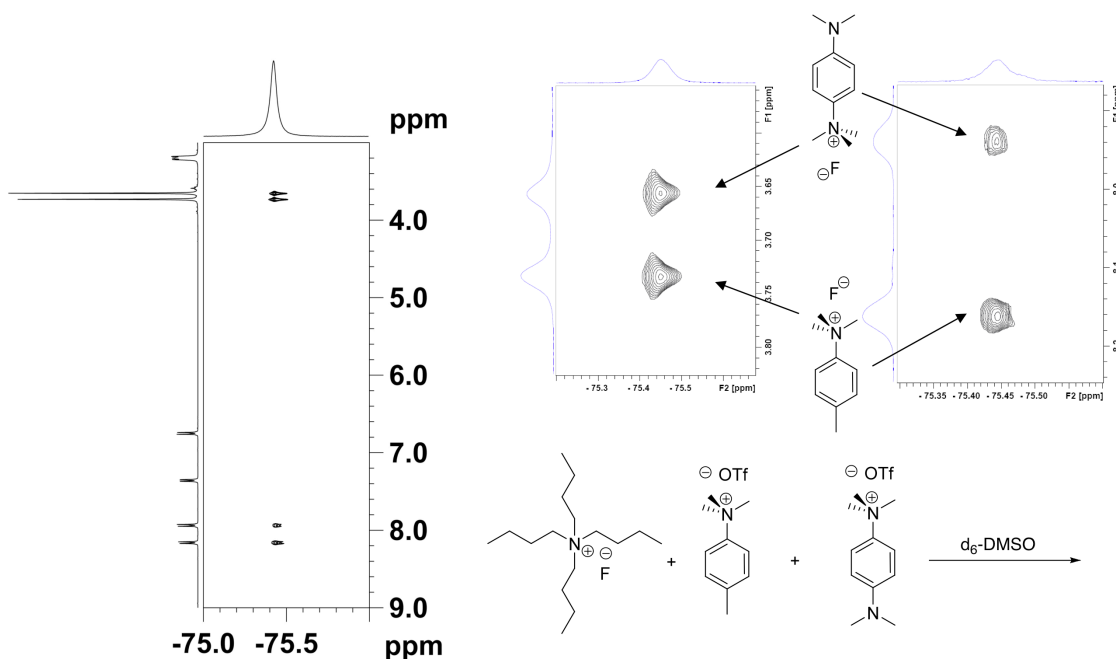 ppm
4.0
5.0
6.0
7.0
8.0
9.0
-75.0 -75.5 ppm
F1 [ppm]
3.65
3.70
3.75
3.80
- 75.3 - 75.4 - 75.5 F2 [ppm]
N
N
⊕
⊖F
F⊖
⊕
N
- 75.35 - 75.40 - 75.45 - 75.50 F2 [ppm]
N
⊕ ⊖
F
+
⊖ OTf
⊕
N
+
⊖ OTf
⊕
N
N
d6-DMSO